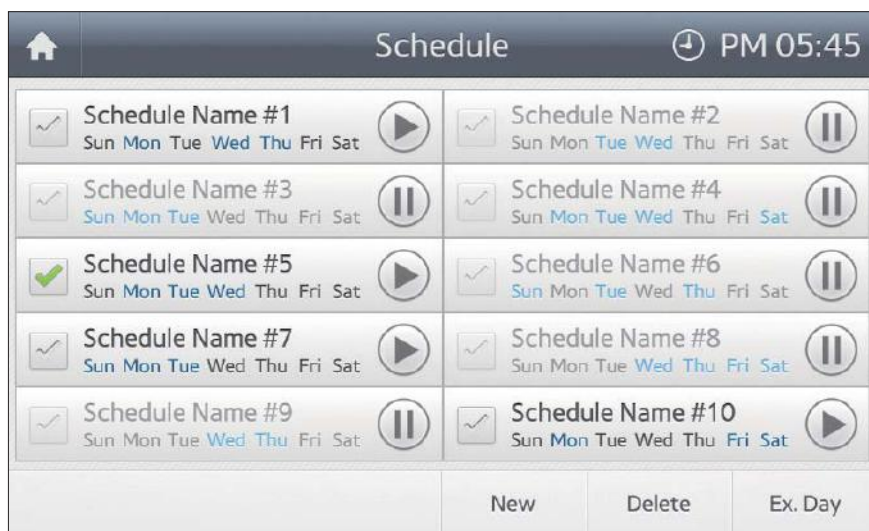 Schedule PM 05:45
Schedule Name #1
Sun Mon Tue Wed Thu Fri Sat
Schedule Name #2
Sun Mon Tue Wed Thu Fri Sat
Schedule Name #3
Sun Mon Tue Wed Thu Fri Sat
Schedule Name #4
Sun Mon Tue Wed Thu Fri Sat
Schedule Name #5
Sun Mon Tue Wed Thu Fri Sat
Schedule Name #6
Sun Mon Tue Wed Thu Fri Sat
Schedule Name #7
Sun Mon Tue Wed Thu Fri Sat
Schedule Name #8
Sun Mon Tue Wed Thu Fri Sat
Schedule Name #9
Sun Mon Tue Wed Thu Fri Sat
Schedule Name #10
Sun Mon Tue Wed Thu Fri Sat
New Delete Ex. Day